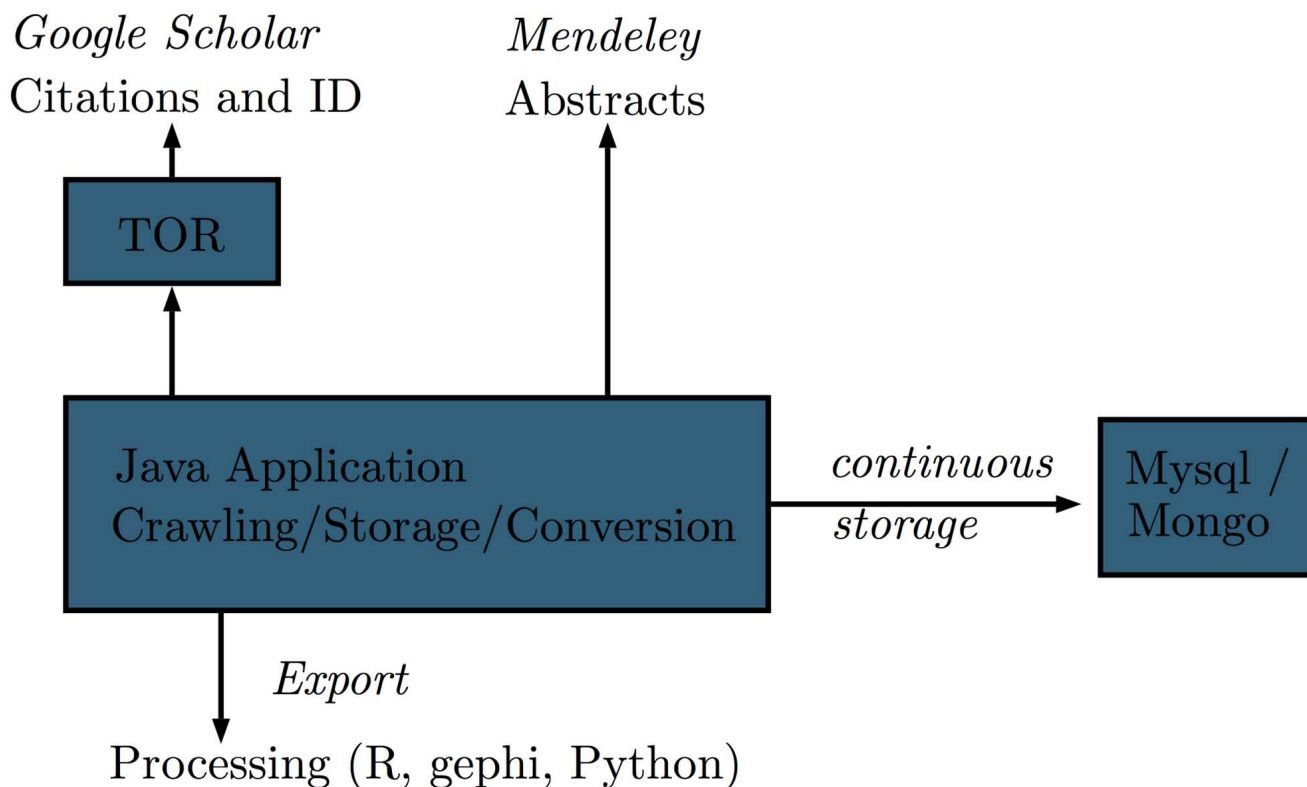 Google Scholar
Citations and ID
Mendeley
Abstracts
TOR
Java Application
Crawling/Storage/Conversion
continuous
storage
Mysql /
Mongo
Export
Processing (R, gephi, Python)